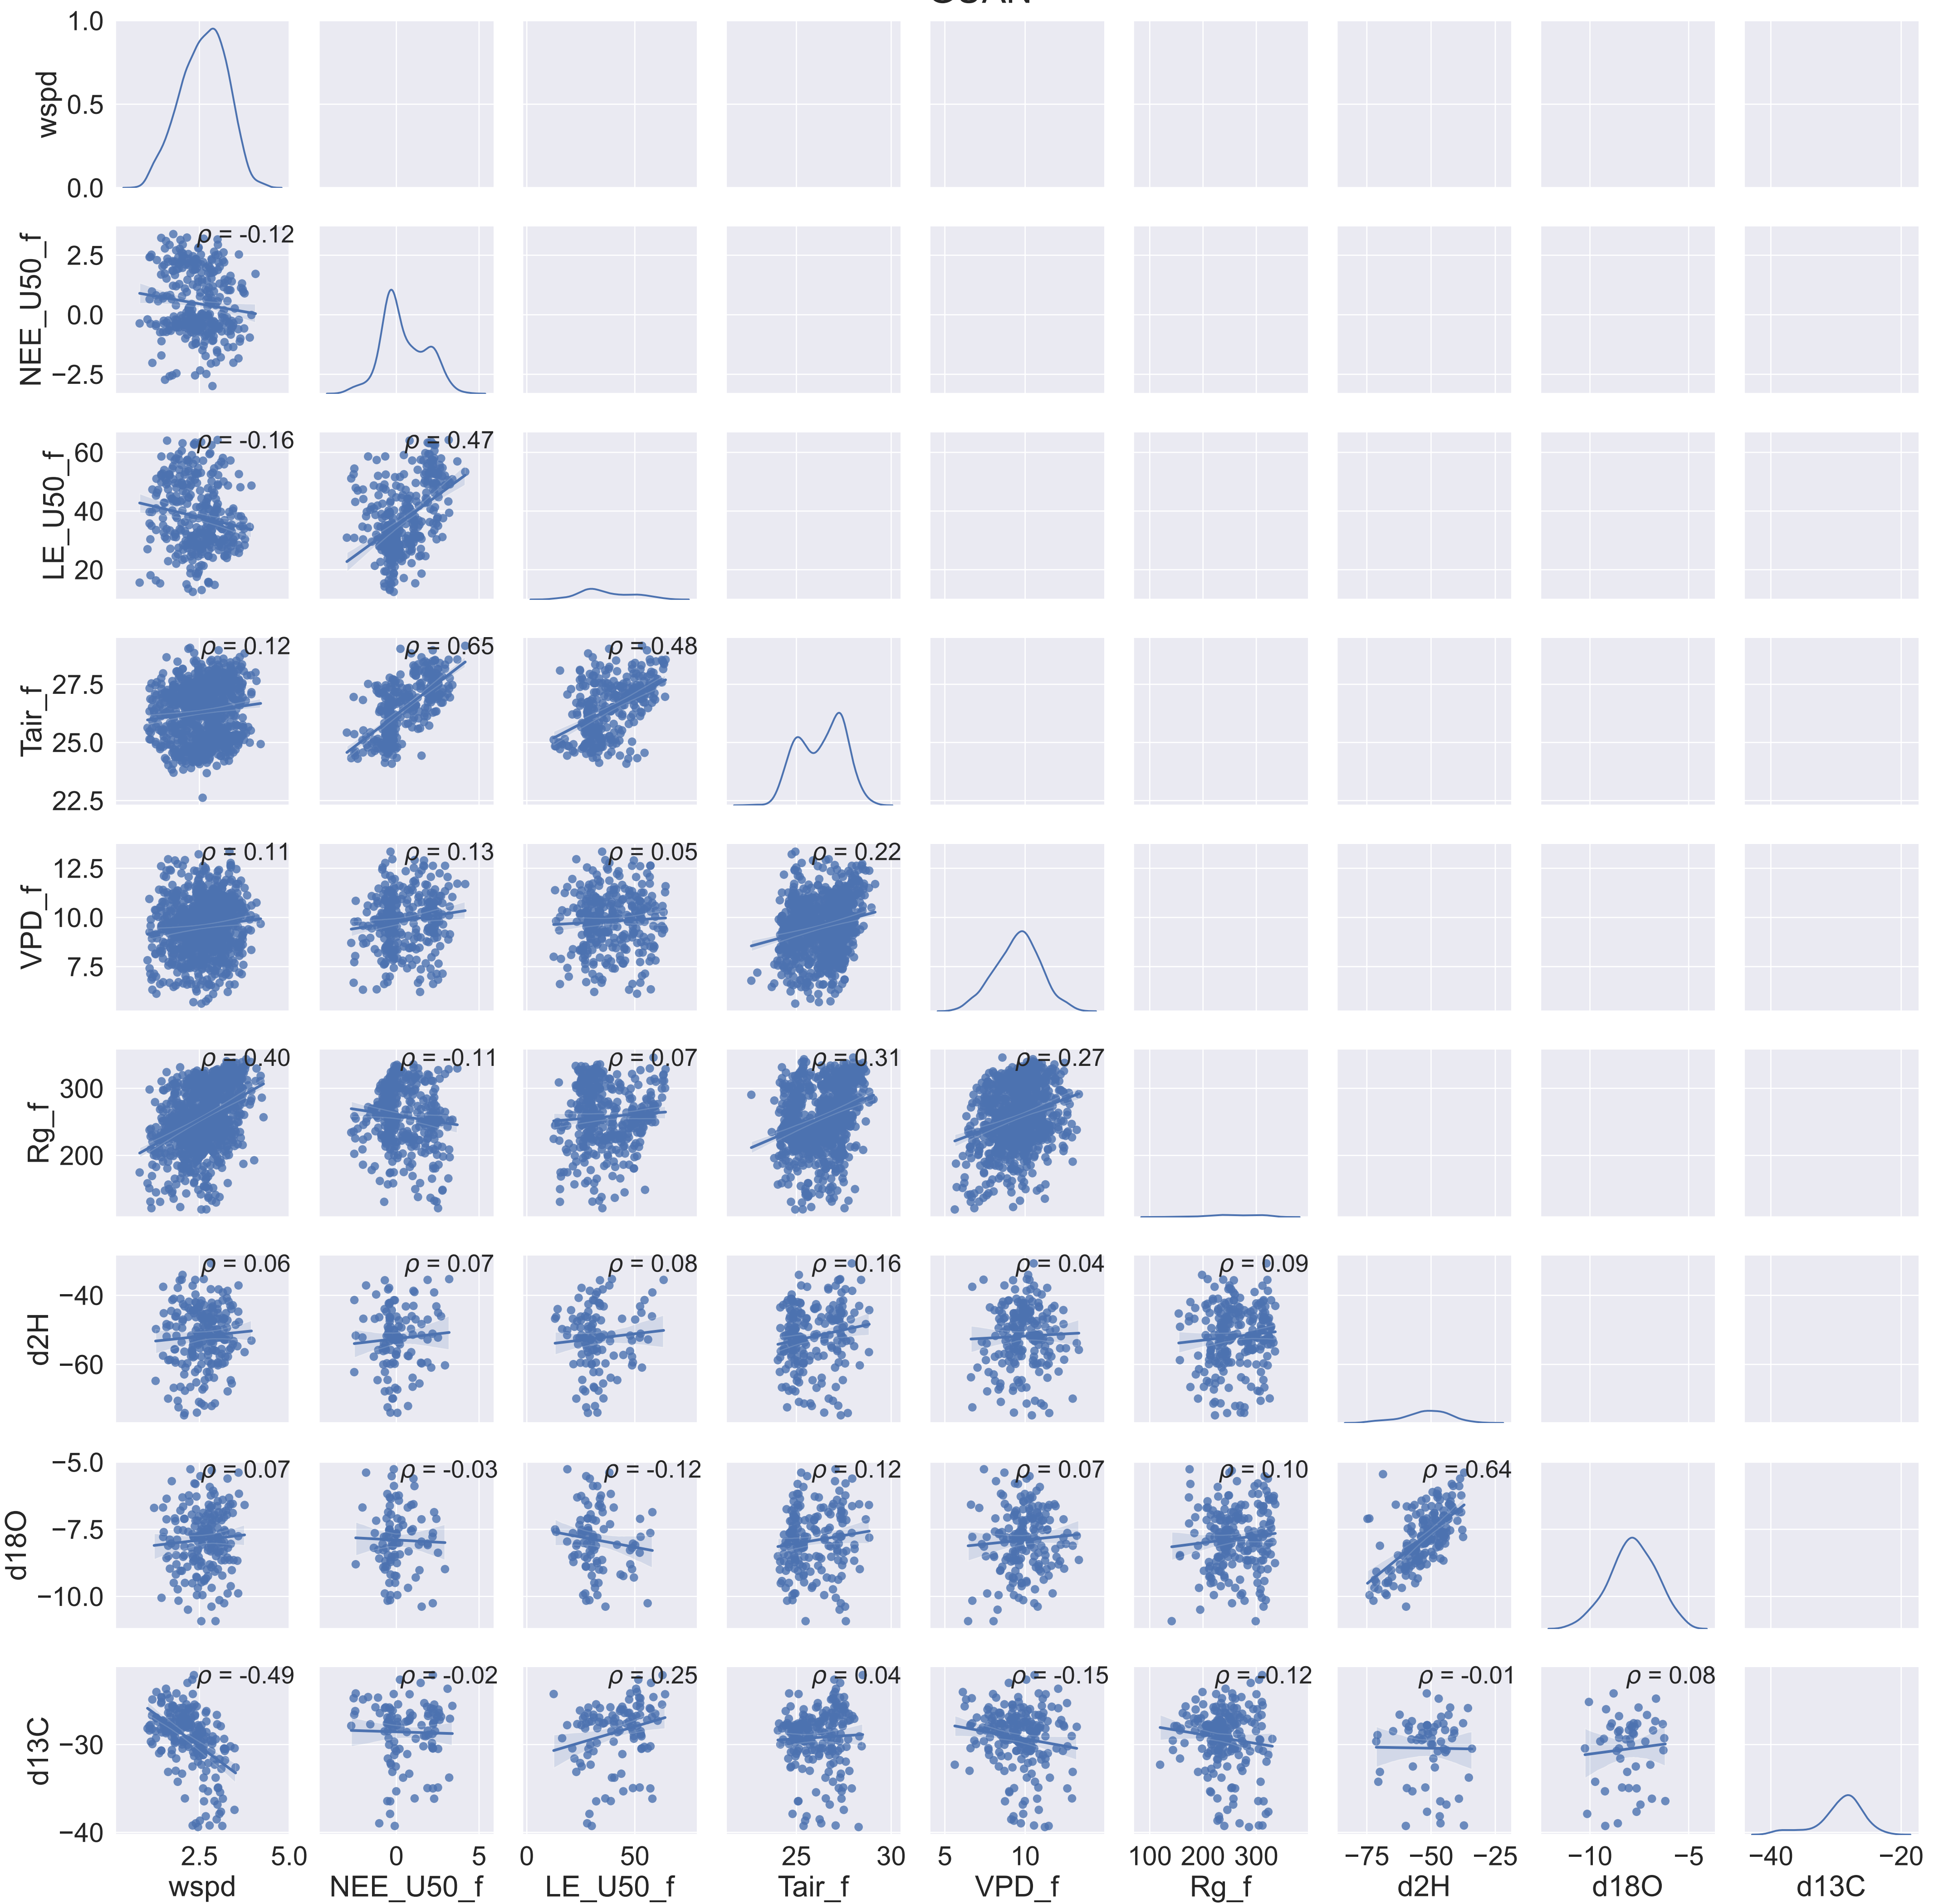 1.0
0.5
0.0
wspd
2.5
0.0
−2.5
NEE_U50_f
ρ = -0.12
60
40
20
LE_U50_f
ρ = -0.16
ρ = 0.47
27.5
25.0
22.5
Tair_f
ρ = 0.12
ρ = 0.65
ρ = 0.48
12.5
10.0
7.5
VPD_f
ρ = 0.11
ρ = 0.13
ρ = 0.05
ρ = 0.22
300
200
Rg_f
ρ = 0.40
ρ = -0.11
ρ = 0.07
ρ = 0.31
ρ = 0.27
−40
−60
d2H
ρ = 0.06
ρ = 0.07
ρ = 0.08
ρ = 0.16
ρ = 0.04
ρ = 0.09
−5.0
−7.5
−10.0
d18O
ρ = 0.07
ρ = -0.03
ρ = -0.12
ρ = 0.12
ρ = 0.07
ρ = 0.10
ρ = 0.64
−30
−40
d13C
ρ = -0.49
ρ = -0.02
ρ = 0.25
ρ = 0.04
ρ = -0.15
ρ = -0.12
ρ = -0.01
ρ = 0.08
2.5 5.0
wspd
0 5
NEE_U50_f
0 50
LE_U50_f
25 30
Tair_f
5 10
VPD_f
100 200 300
Rg_f
−75 −50 −25
d2H
−10 −5
d18O
−40 −20
d13C